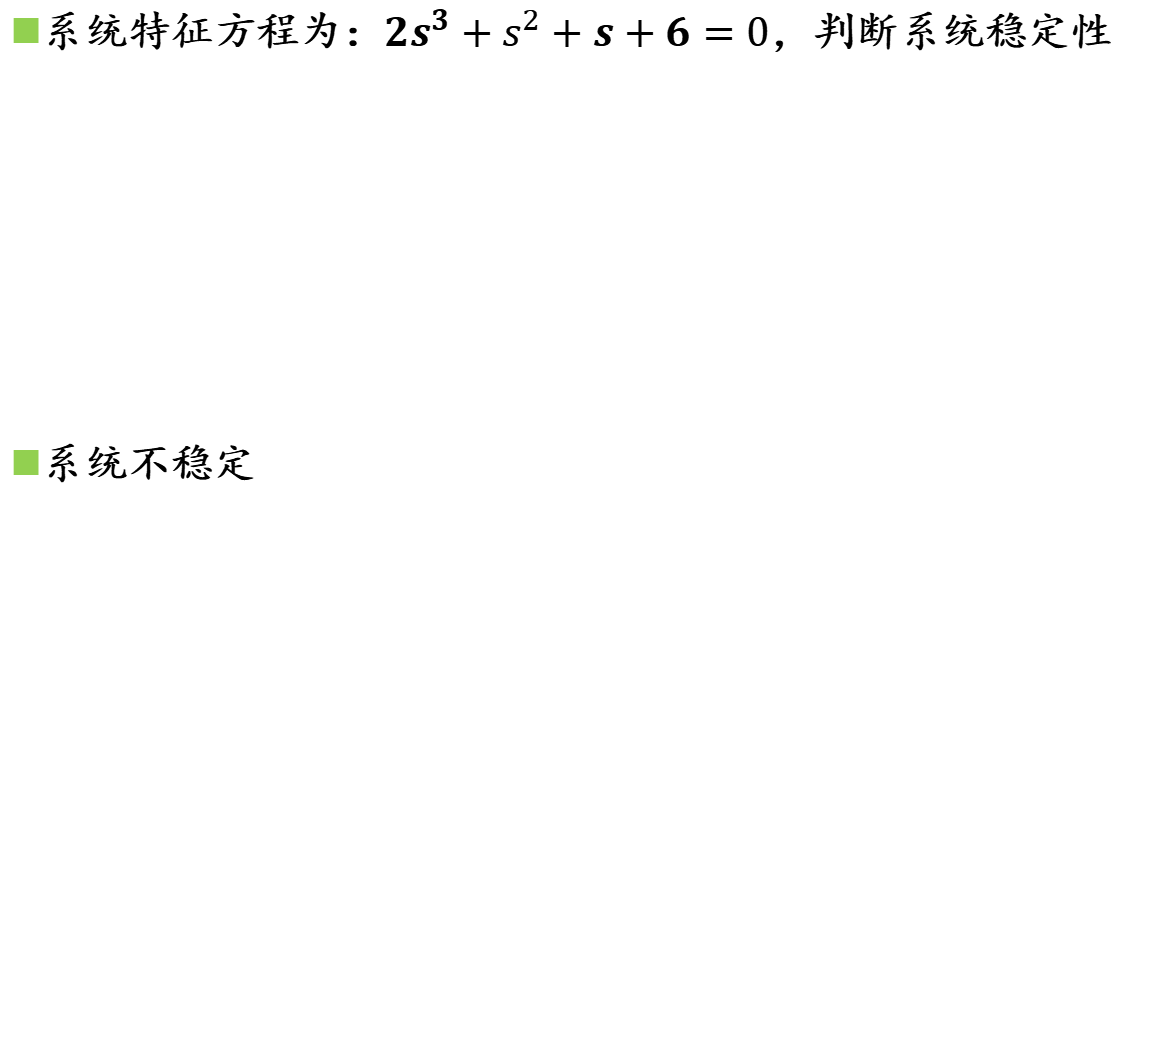 ■系统特征方程为：2s³ + s² + s + 6 = 0，判断系统稳定性
■系统不稳定